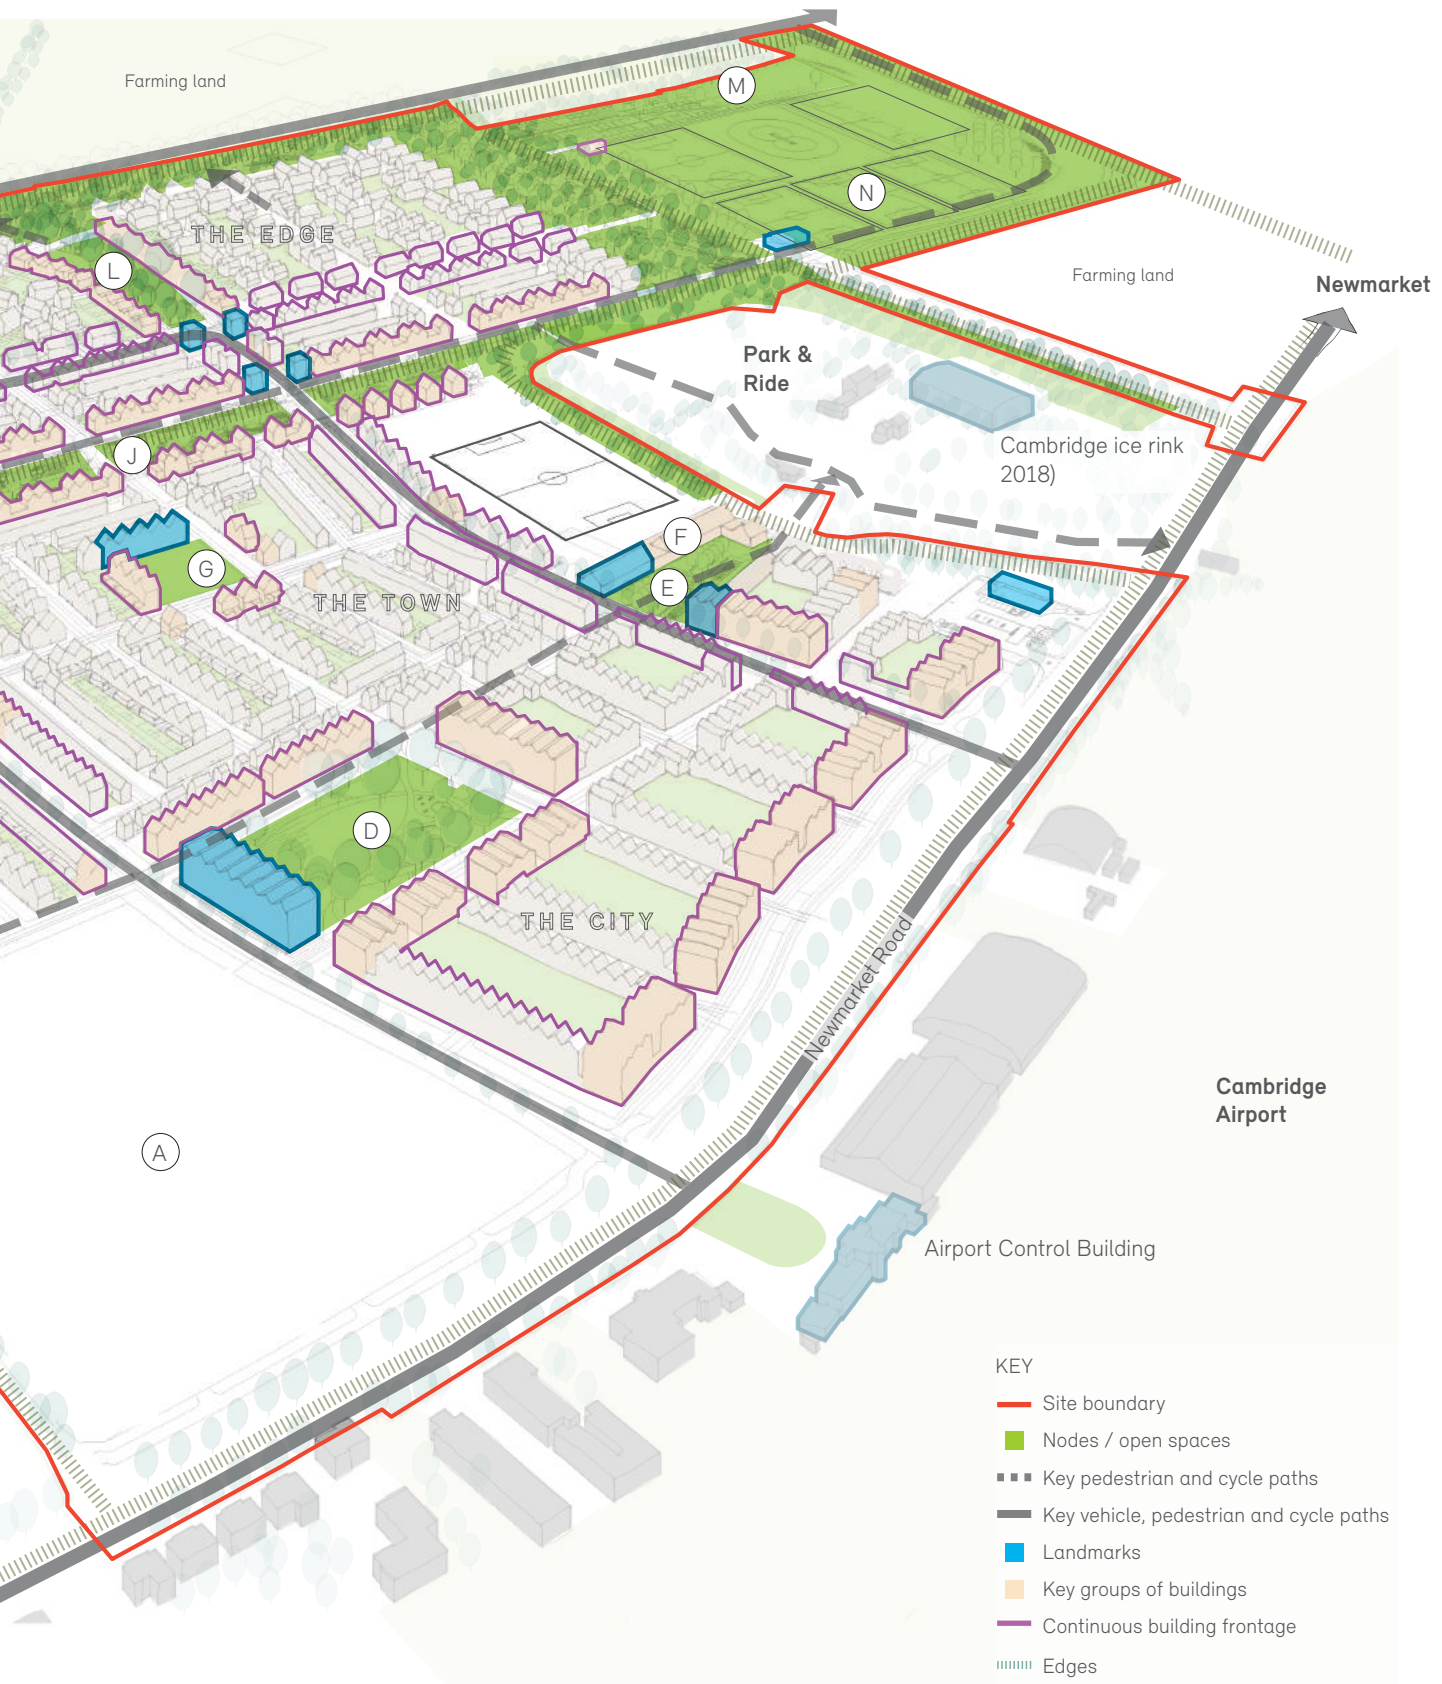 Farming land
M
N
THE EDGE
L
Farming land
Newmarket
Park &
Ride
Cambridge ice rink
2018)
J
F
G
E
THE TOWN
D
THE CITY
Newmarket Road
Cambridge
Airport
A
Airport Control Building
KEY
Site boundary
Nodes / open spaces
Key pedestrian and cycle paths
Key vehicle, pedestrian and cycle paths
Landmarks
Key groups of buildings
Continuous building frontage
Edges